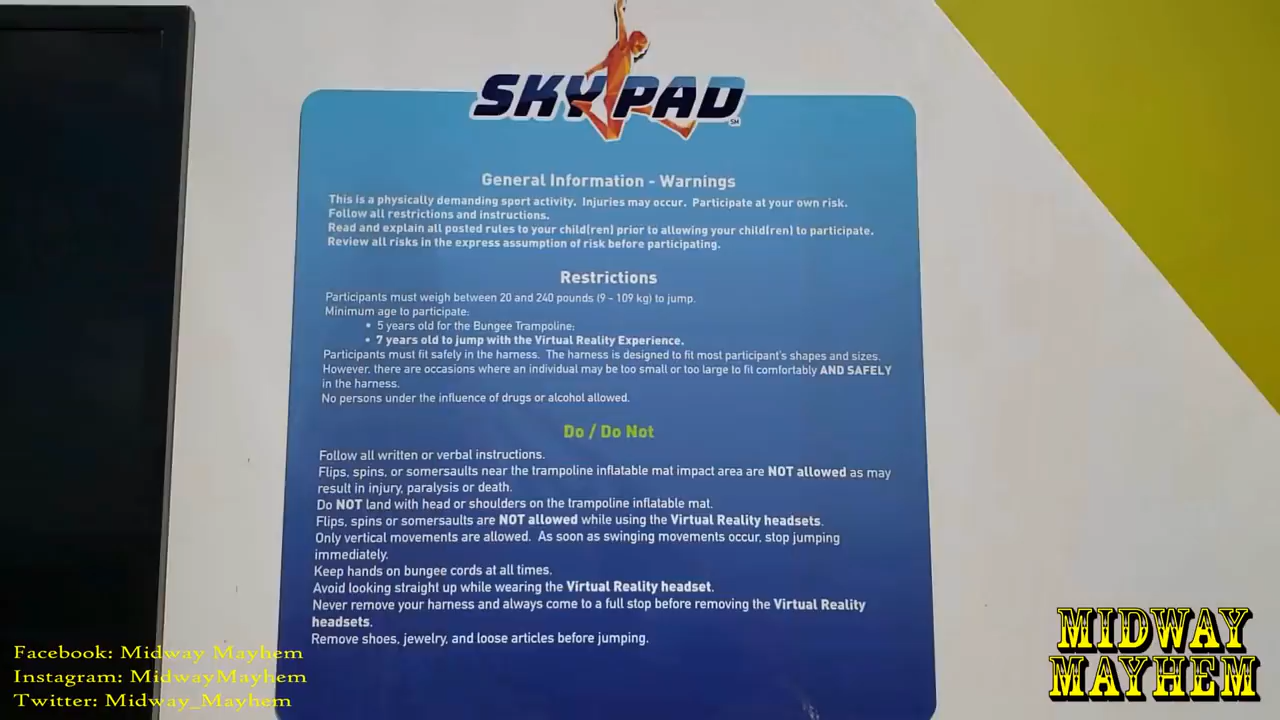 SKYPAD
SM
General Information - Warnings
This is a physically demanding sport activity. Injuries may occur. Participate at your own risk.
Follow all restrictions and instructions.
Read and explain all posted rules to your child(ren) prior to allowing your child(ren) to participate.
Review all risks in the express assumption of risk before participating.
Restrictions
Participants must weigh between 20 and 240 pounds (9 - 109 kg) to jump.
Minimum age to participate:
• 5 years old for the Bungee Trampoline;
• 7 years old to jump with the Virtual Reality Experience.
Participants must fit safely in the harness. The harness is designed to fit most participant's shapes and sizes.
However, there are occasions where an individual may be too small or too large to fit comfortably AND SAFELY
in the harness.
No persons under the influence of drugs or alcohol allowed.
Do / Do Not
Follow all written or verbal instructions.
Flips, spins, or somersaults near the trampoline inflatable mat impact area are NOT allowed as may
result in injury, paralysis or death.
Do NOT land with head or shoulders on the trampoline inflatable mat.
Flips, spins or somersaults are NOT allowed while using the Virtual Reality headsets.
Only vertical movements are allowed. As soon as swinging movements occur, stop jumping
immediately.
Keep hands on bungee cords at all times.
Avoid looking straight up while wearing the Virtual Reality headset.
Never remove your harness and always come to a full stop before removing the Virtual Reality
headsets.
Remove shoes, jewelry, and loose articles before jumping.
Facebook: Midway Mayhem
Instagram: MidwayMayhem
Twitter: Midway_Mayhem
MIDWAY
MAYHEM